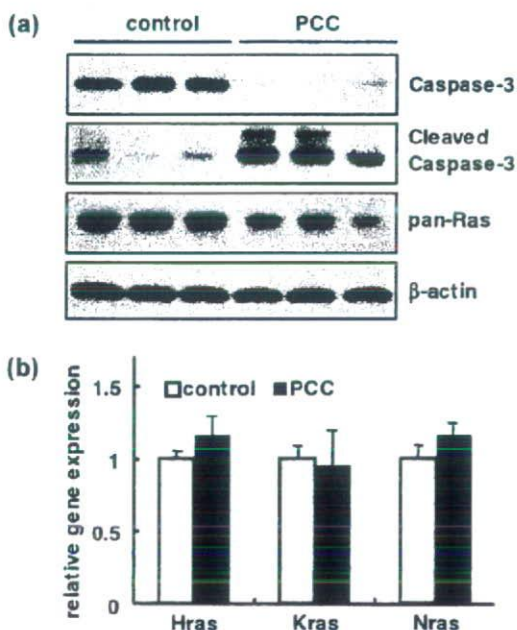 (a)
control PCC
Caspase-3
Cleaved
Caspase-3
pan-Ras
β-actin
(b)
relative gene expression
1.5
1
0.5
0
control PCC
Hras Kras Nras